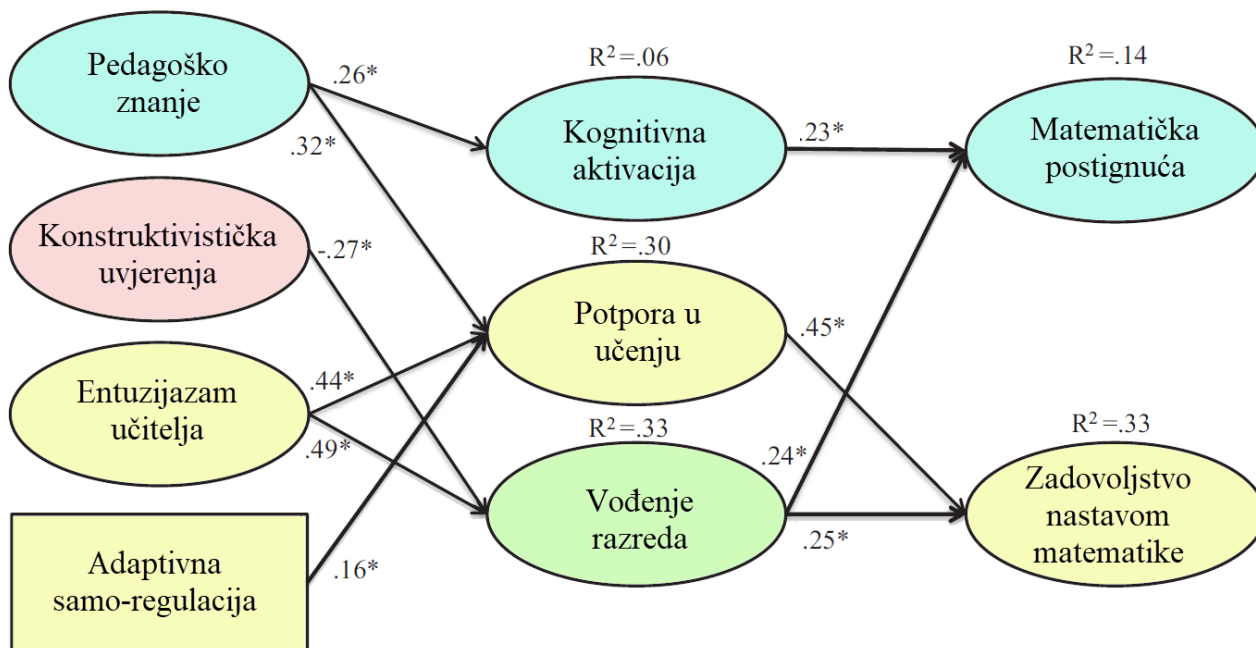 Pedagoško
znanje
.26*
.32*
R² =.06
Kognitivna
aktivacija
.23*
R² =.14
Matematička
postignuća
Konstruktivistička
uvjerenja
-.27*
R² =.30
Potpora u
učenju
.45*
Entuzijazam
učitelja
.44*
.49*
R² =.33
Vođenje
razreda
.24*
.25*
R² =.33
Zadovoljstvo
nastavom
matematike
Adaptivna
samo-regulacija
.16*